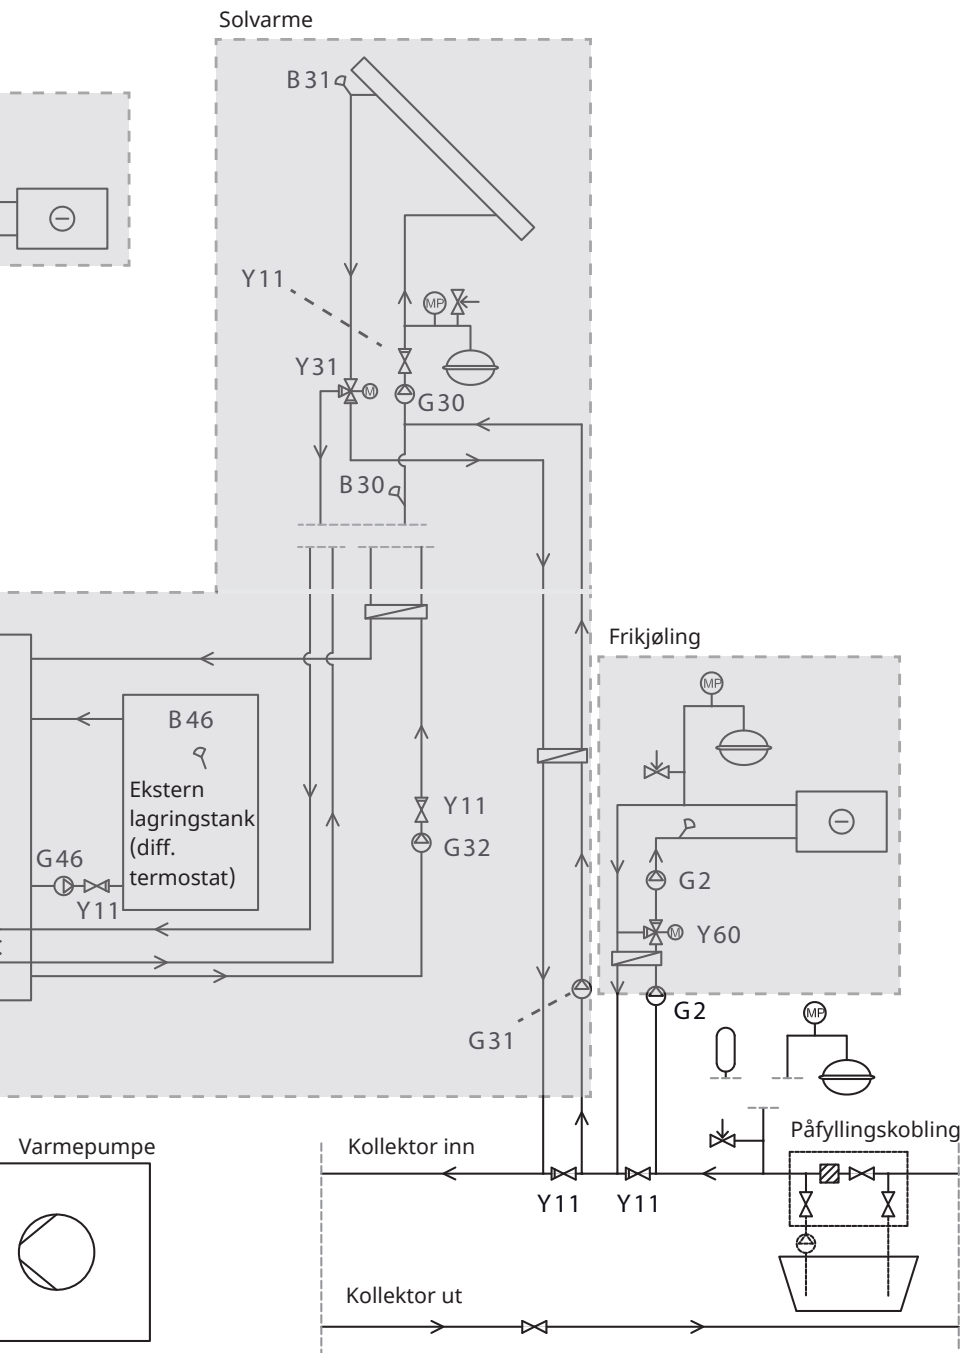 Solvarme
B31
Y11
MP
Y31
M
G30
B30
Frikjøling
MP
B46
Ekstern
lagringstank
(diff.
termostat)
Y11
G32
G46
Y11
G2
M
Y60
G2
G31
MP
Varmepumpe
Kollektor inn
Påfyllingskobling
Y11
Y11
Kollektor ut